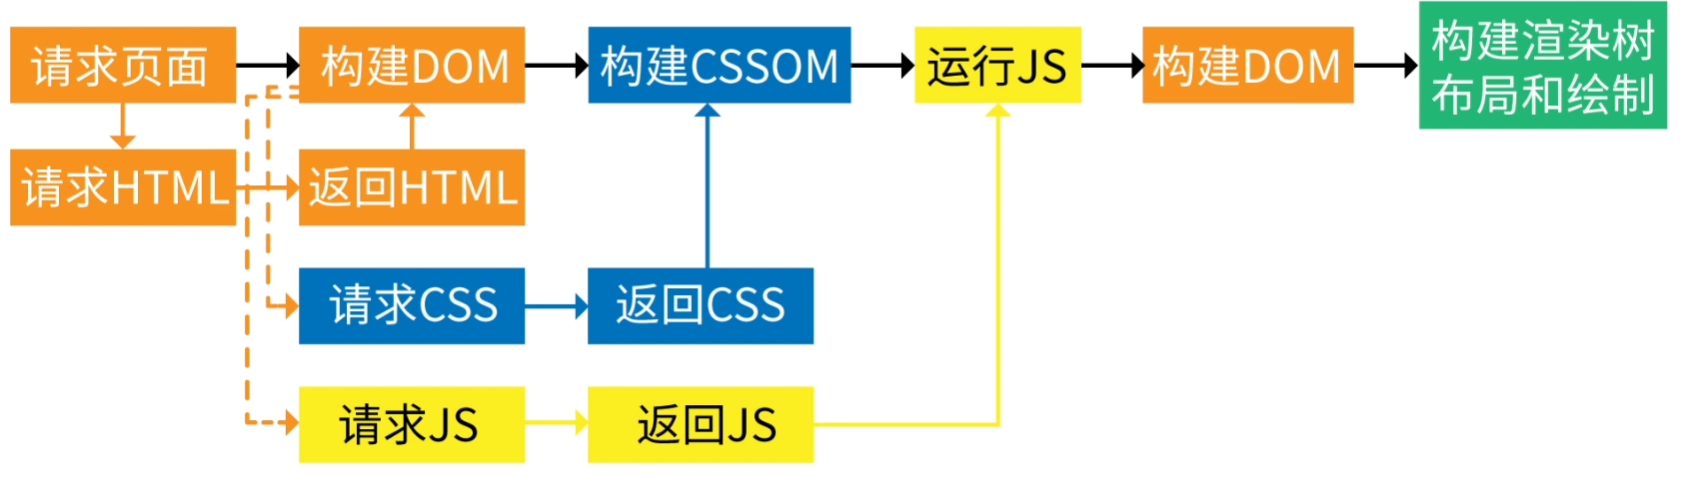 请求页面
构建DOM
构建CSSOM
运行JS
构建DOM
构建渲染树
布局和绘制
请求HTML
返回HTML
请求CSS
返回CSS
请求JS
返回JS